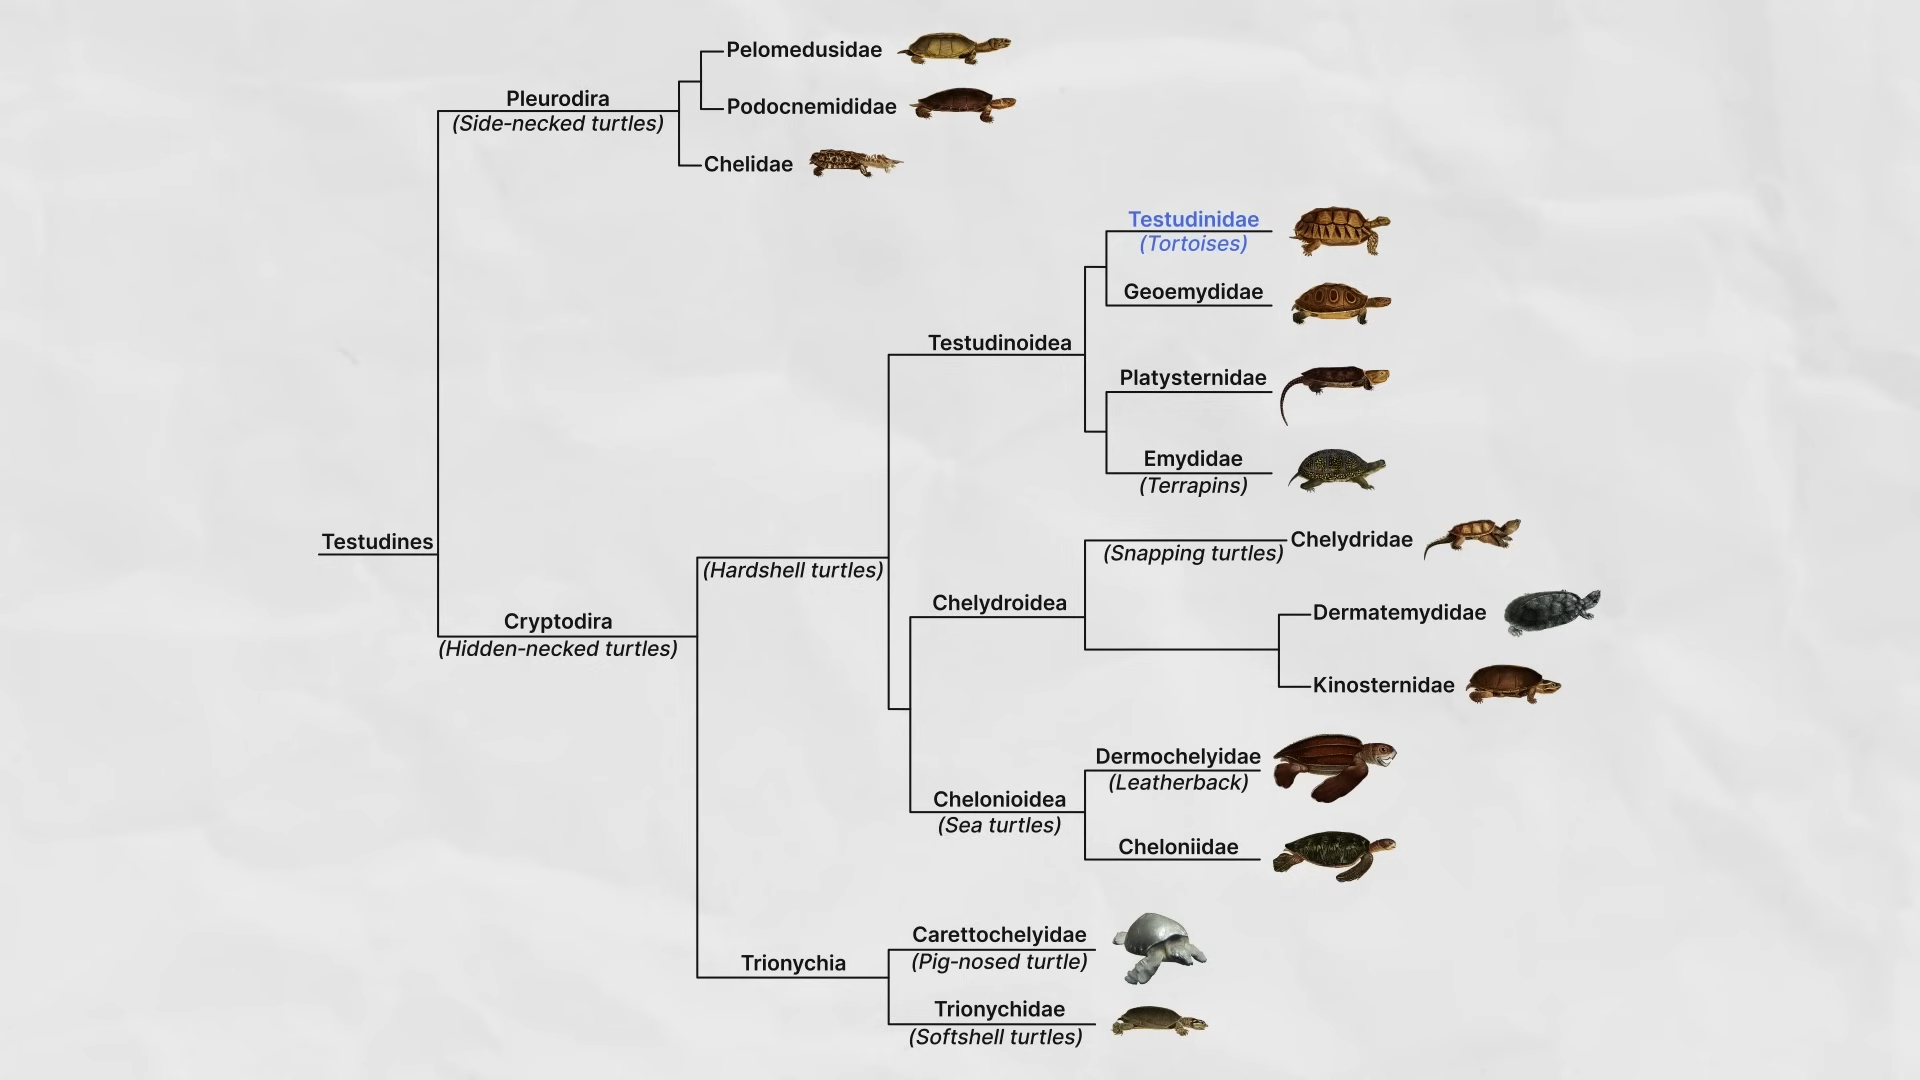 Pelomedusidae
Pleurodira
(Side-necked turtles)
Podocnemididae
Chelidae
Testudinidae
(Tortoises)
Geoemydidae
Testudinoidea
Platysternidae
Emydidae
(Terrapins)
Testudines
(Hardshell turtles)
(Snapping turtles) Chelydridae
Chelydroidea
Dermatemydidae
Cryptodira
(Hidden-necked turtles)
Kinosternidae
Dermochelyidae
(Leatherback)
Chelonioidea
(Sea turtles)
Cheloniidae
Carettochelyidae
(Pig-nosed turtle)
Trionychia
Trionychidae
(Softshell turtles)